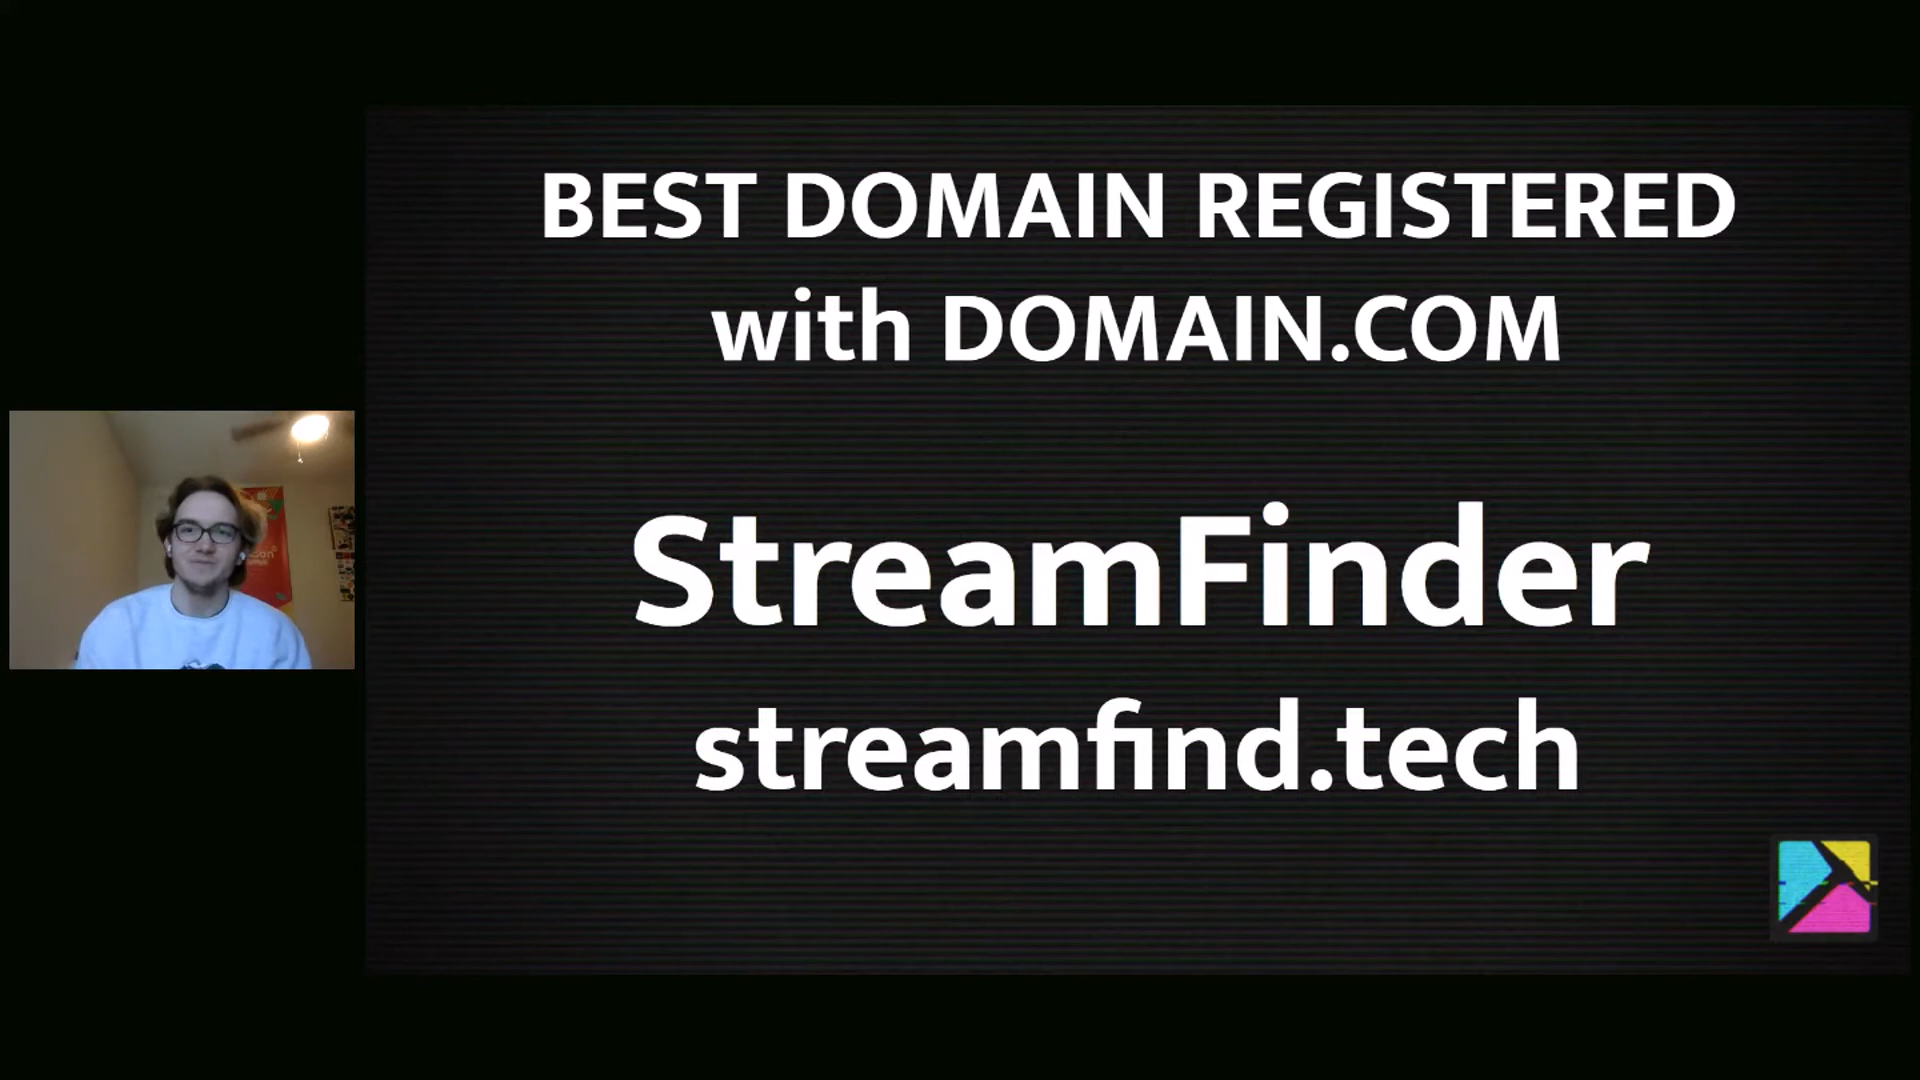 BEST DOMAIN REGISTERED
with DOMAIN.COM
StreamFinder
streamfind.tech